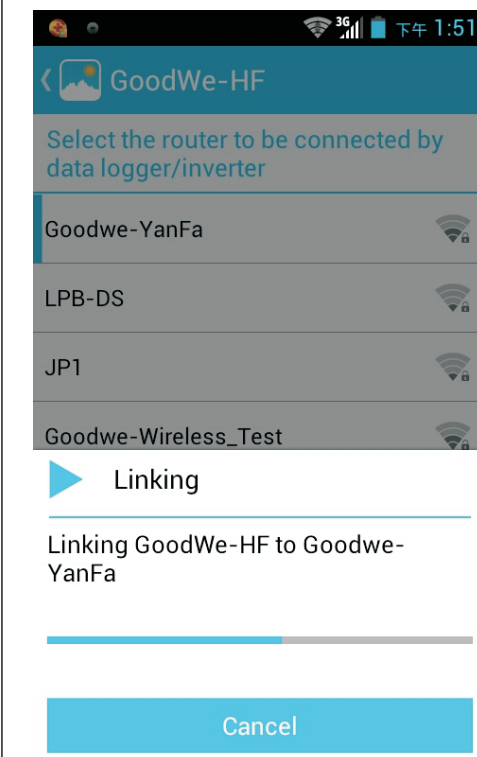 3G 下午 1:51
GoodWe-HF
Select the router to be connected by
data logger/inverter
Goodwe-YanFa
LPB-DS
JP1
Goodwe-Wireless_Test
Linking
Linking GoodWe-HF to Goodwe-
YanFa
Cancel